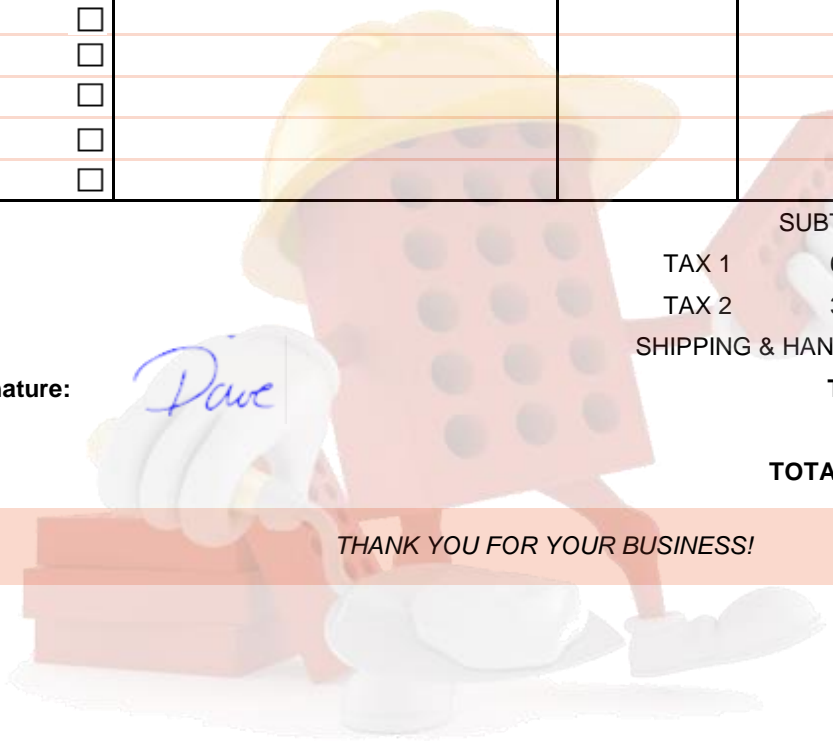 ☐
☐
☐
☐
☐
SUBT
TAX 1
TAX 2
SHIPPING & HAN
nature: Dave
TOTA
THANK YOU FOR YOUR BUSINESS!